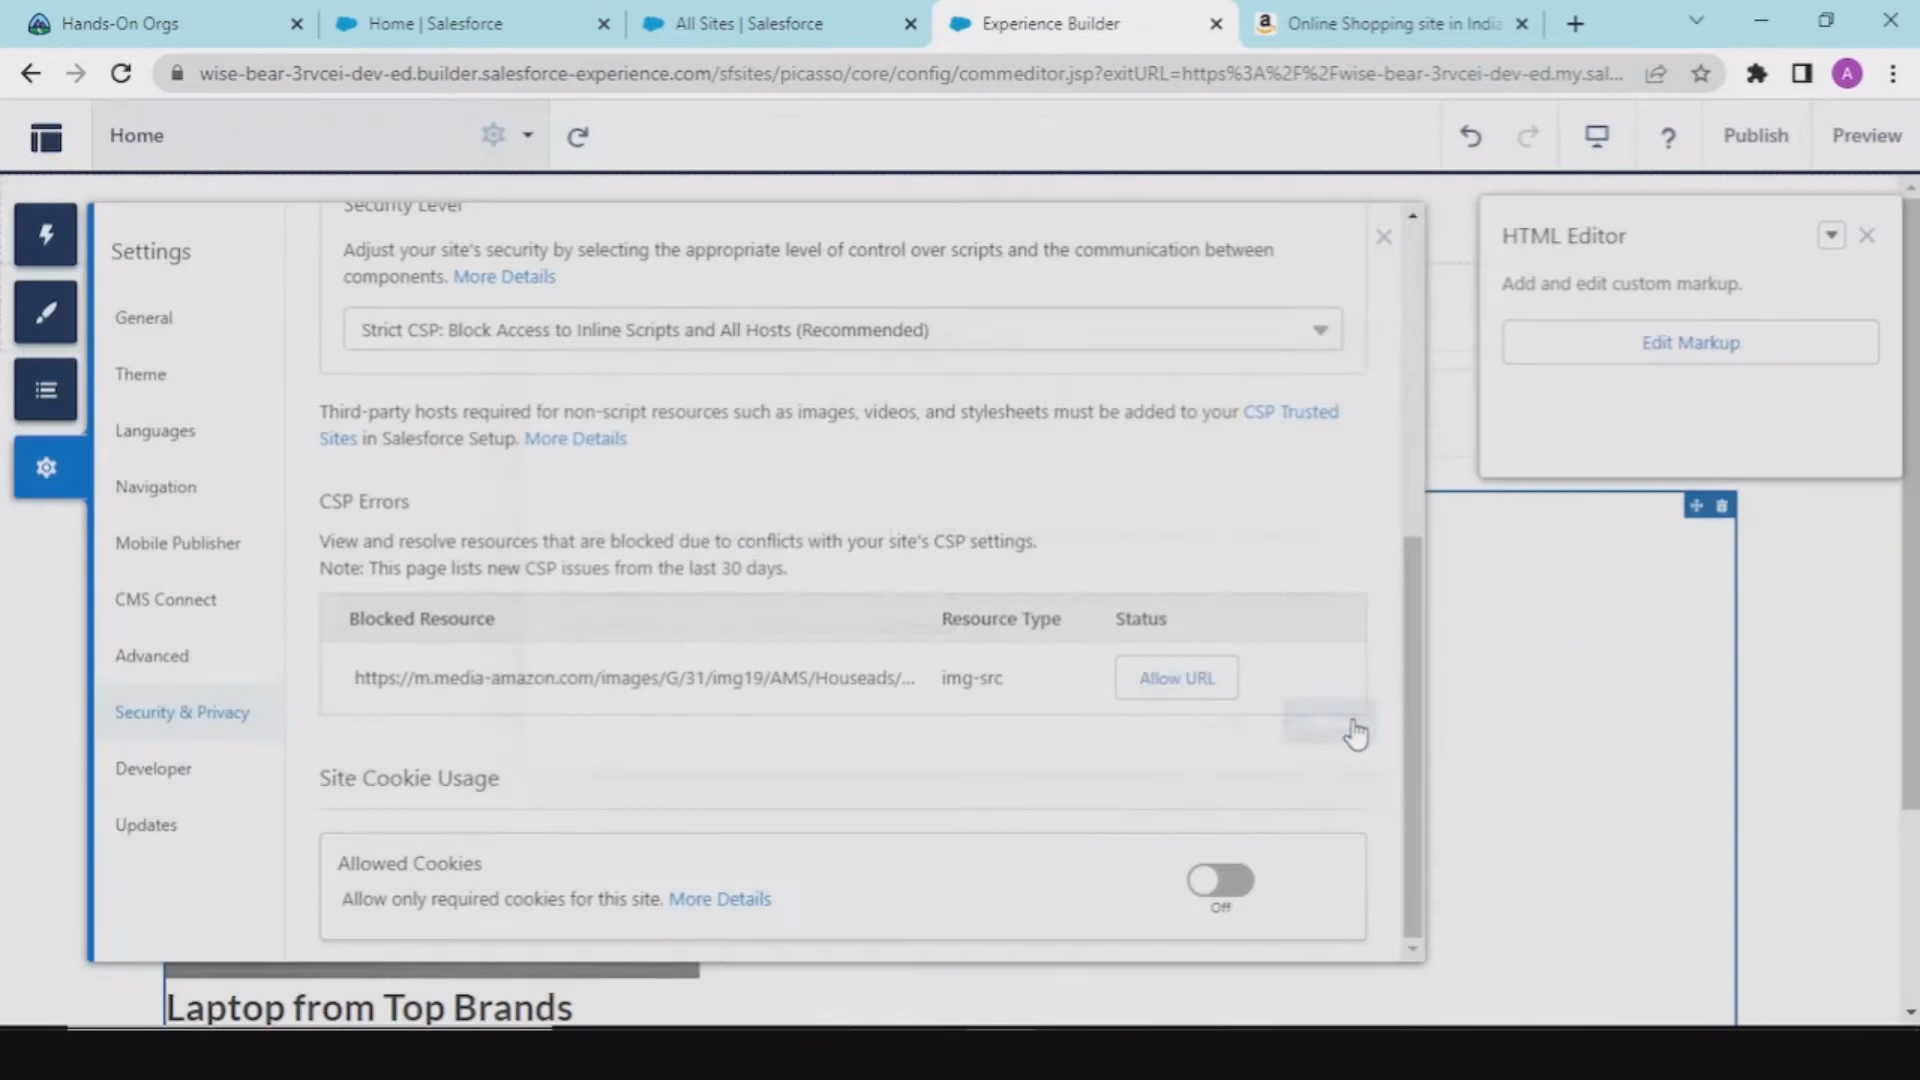 Hands-On Orgs
Home | Salesforce
All Sites | Salesforce
Experience Builder
Online Shopping site in India
wise-bear-3rvcei-dev-ed.builder.salesforce-experience.com/sfsites/picasso/core/config/commeditor.jsp?exitURL=https%3A%2F%2Fwise-bear-3rvcei-dev-ed.my.sal...
A
Home
?
Publish
Preview
Settings
General
Theme
Languages
Navigation
Mobile Publisher
CMS Connect
Advanced
Security & Privacy
Developer
Updates
Security Level
Adjust your site's security by selecting the appropriate level of control over scripts and the communication between
components. More Details
Strict CSP: Block Access to Inline Scripts and All Hosts (Recommended)
Third-party hosts required for non-script resources such as images, videos, and stylesheets must be added to your CSP Trusted
Sites in Salesforce Setup. More Details
CSP Errors
View and resolve resources that are blocked due to conflicts with your site's CSP settings.
Note: This page lists new CSP issues from the last 30 days.
Blocked Resource Resource Type Status
https://m.media-amazon.com/images/G/31/img19/AMS/Houseads/... img-src Allow URL
Site Cookie Usage
Allowed Cookies
Allow only required cookies for this site. More Details
Off
HTML Editor
Add and edit custom markup.
Edit Markup
Laptop from Top Brands